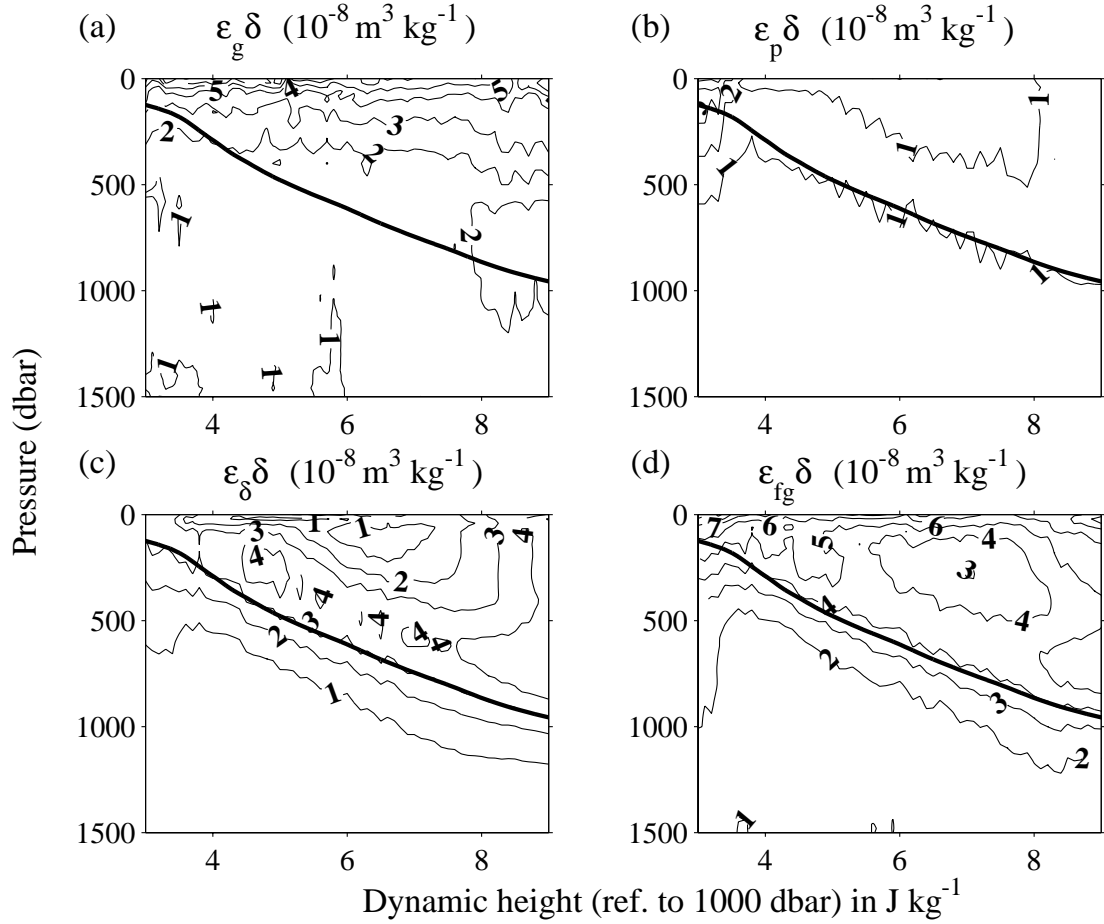 (a) ε_g δ (10^-8 m^3 kg^-1)
(b) ε_p δ (10^-8 m^3 kg^-1)
0
500
1000
1500
4 6 8
5 4 5
3
2 2
2
1
1 1
1 1
0
500
1000
1500
4 6 8
1 2 1
1 1
1
1
(c) ε_δ δ (10^-8 m^3 kg^-1)
(d) ε_fg δ (10^-8 m^3 kg^-1)
0
500
1000
1500
4 6 8
3 1 1 3 4
4 2
4 4
2 3 4 4
1
0
500
1000
1500
4 6 8
7 6 6
5 4
3
4 4
2
3
2
1
Pressure (dbar)
Dynamic height (ref. to 1000 dbar) in J kg^-1